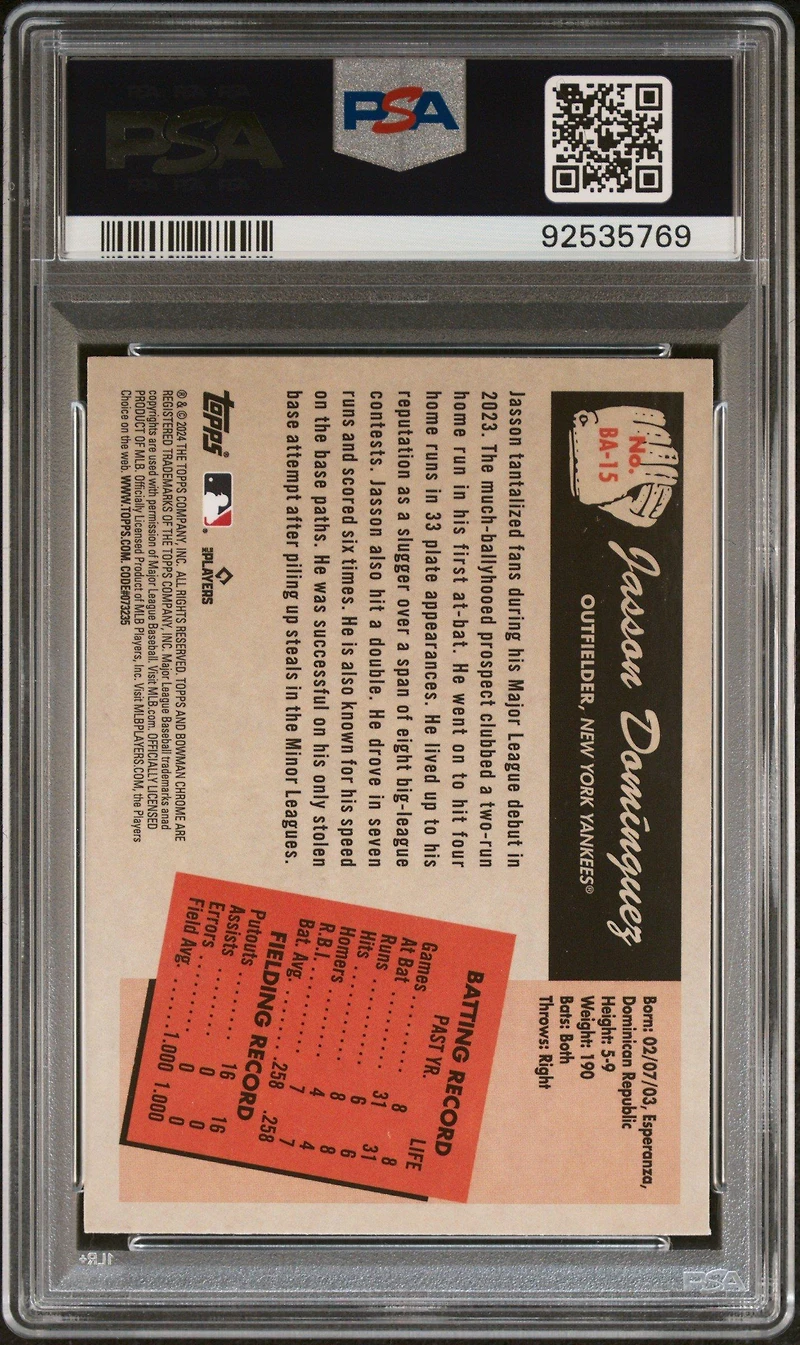 PSA
PSA
92535769
No.
BA-15
Jasson Domínguez
OUTFIELDER, NEW YORK YANKEES®
Born: 02/07/03, Esperanza,
Dominican Republic
Height: 5-9
Weight: 190
Bats: Both
Throws: Right
Jasson tantalized fans during his Major League debut in
2023. The much-ballyhooed prospect clubbed a two-run
home run in his first at-bat. He went on to hit four
home runs in 33 plate appearances. He lived up to his
reputation as a slugger over a span of eight big-league
contests. Jasson also hit a double. He drove in seven
runs and scored six times. He is also known for his speed
on the base paths. He was successful on his only stolen
base attempt after piling up steals in the Minor Leagues.
BATTING RECORD
PAST YR. LIFE
Games 8 8
At Bat 31 31
Runs 6 6
Hits 8 8
Homers 4 4
R.B.I. 7 7
Bat. Avg. .258 .258
FIELDING RECORD
Putouts 16 16
Assists 0 0
Errors 0 0
Field Avg. 1.000 1.000
topps®
MLB PLAYERS
® & © 2024 THE TOPPS COMPANY, INC. ALL RIGHTS RESERVED. TOPPS AND BOWMAN CHROME ARE
REGISTERED TRADEMARKS OF THE TOPPS COMPANY, INC. Major League Baseball trademarks anad
copyrights are used with permission of Major League Baseball. Visit MLB.com. OFFICIALLY LICENSED
PRODUCT OF MLB. Officially Licensed Product of MLB Players, Inc. Visit MLBPLAYERS.COM, the Players
Choice on the web. WWW.TOPPS.COM. CODE#073235
PSA